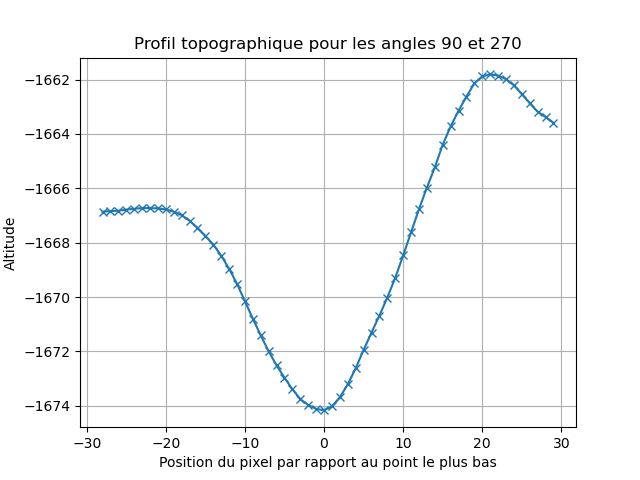 Profil topographique pour les angles 90 et 270
Altitude
−1662
−1664
−1666
−1668
−1670
−1672
−1674
−30 −20 −10 0 10 20 30
Position du pixel par rapport au point le plus bas